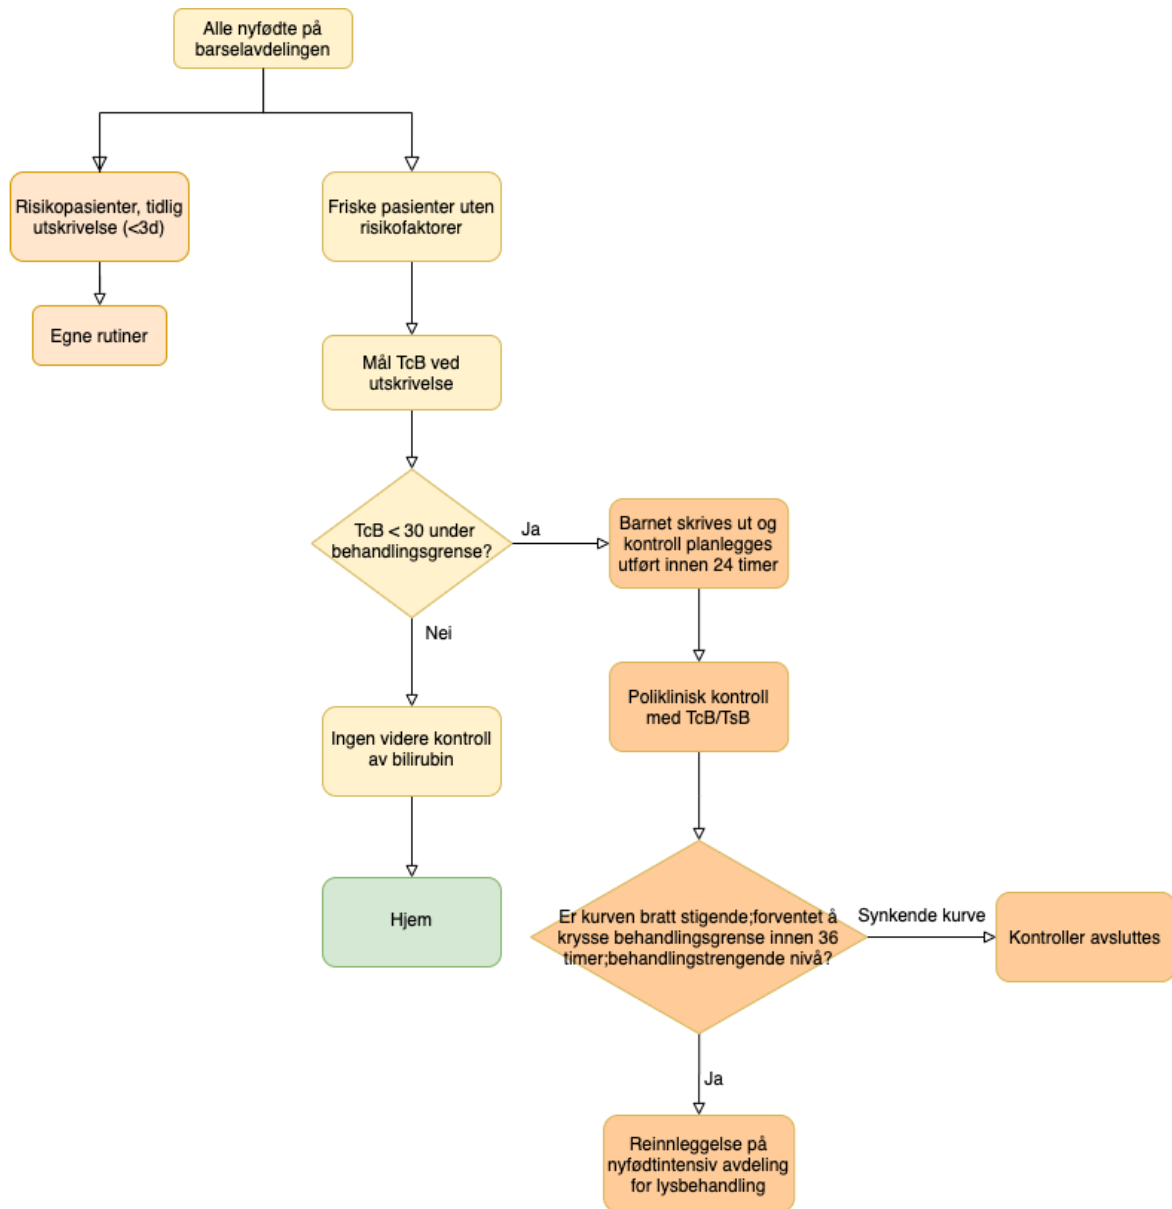 Alle nyfødte på
barselavdelingen
Risikopasienter, tidlig
utskrivelse (<3d)
Friske pasienter uten
risikofaktorer
Egne rutiner
Mål TcB ved
utskrivelse
TcB < 30 under
behandlingsgrense?
Ja
Barnet skrives ut og
kontroll planlegges
utført innen 24 timer
Nei
Poliklinisk kontroll
med TcB/TsB
Ingen videre kontroll
av bilirubin
Hjem
Er kurven bratt stigende;forventet å
krysse behandlingsgrense innen 36
timer;behandlingstrengende nivå?
Synkende kurve
Kontroller avsluttes
Ja
Reinnleggelse på
nyfødtintensiv avdeling
for lysbehandling